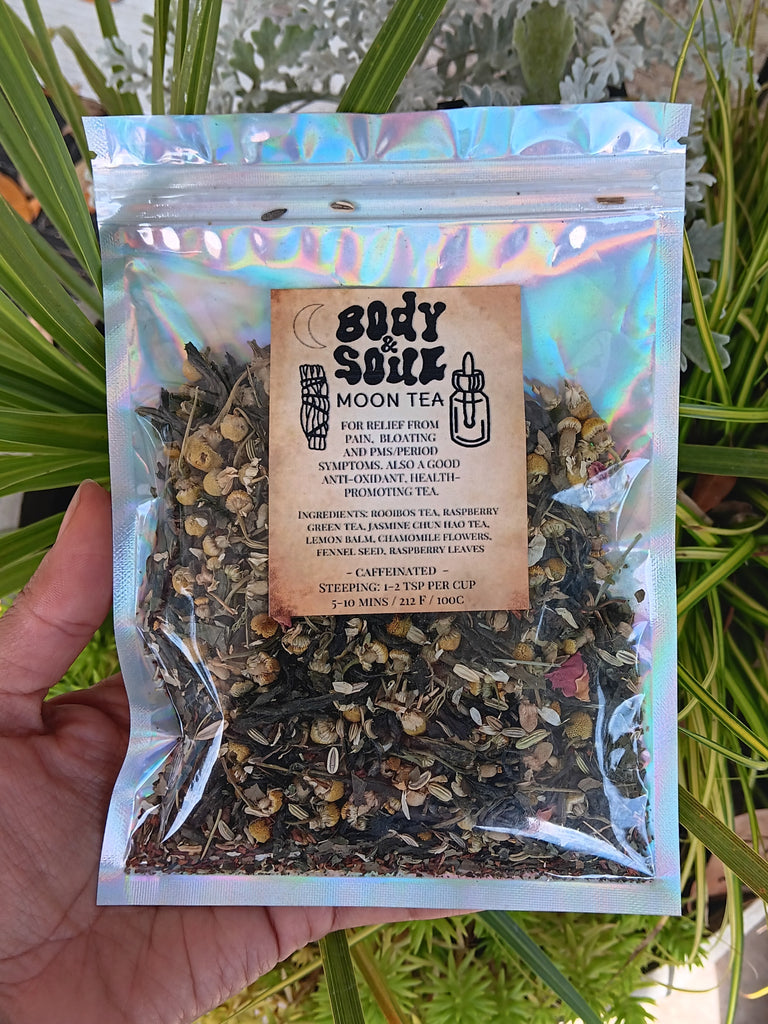 BODY
&
SOUL
MOON TEA
FOR RELIEF FROM
PAIN, BLOATING
AND PMS/PERIOD
SYMPTOMS. ALSO A GOOD
ANTI-OXIDANT, HEALTH-
PROMOTING TEA.
INGREDIENTS: ROOIBOS TEA, RASPBERRY
GREEN TEA, JASMINE CHUN HAO TEA,
LEMON BALM, CHAMOMILE FLOWERS,
FENNEL SEED, RASPBERRY LEAVES
- CAFFEINATED -
STEEPING: 1-2 TSP PER CUP
5-10 MINS / 212 F / 100C